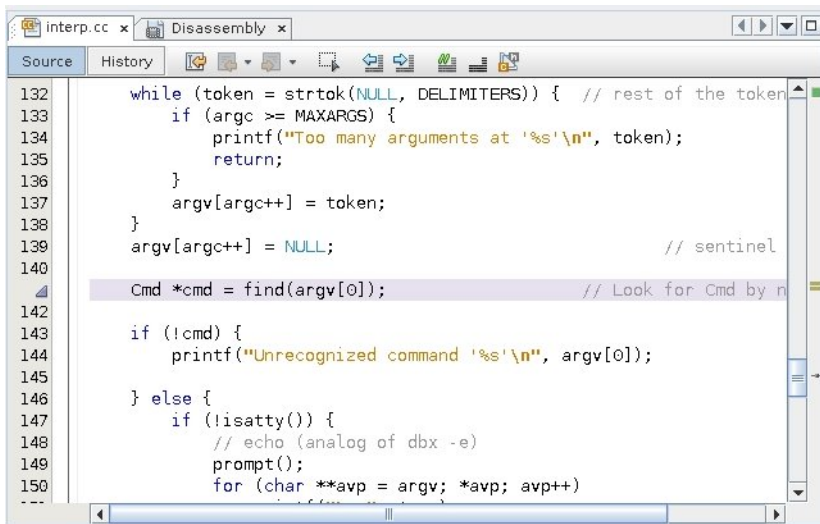 interp.cc x Disassembly x
Source History
132 while (token = strtok(NULL, DELIMITERS)) { // rest of the token
133 if (argc >= MAXARGS) {
134 printf("Too many arguments at '%s'\n", token);
135 return;
136 }
137 argv[argc++] = token;
138 }
139 argv[argc++] = NULL; // sentinel
140
Cmd *cmd = find(argv[0]); // Look for Cmd by n
142
143 if (!cmd) {
144 printf("Unrecognized command '%s'\n", argv[0]);
145
146 } else {
147 if (!isatty()) {
148 // echo (analog of dbx -e)
149 prompt();
150 for (char **avp = argv; *avp; avp++)